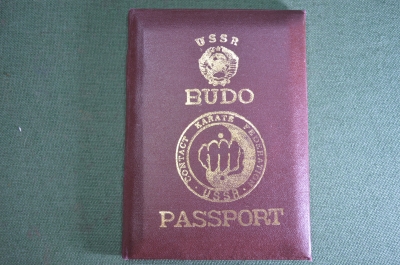 USSR
BUDO
CONTACT KARATE FEDERATION
· USSR ·
PASSPORT